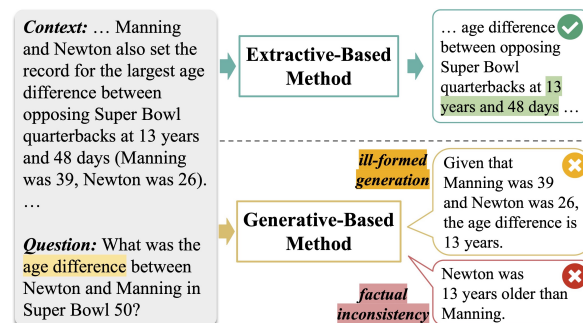 Context: … Manning
and Newton also set the
record for the largest age
difference between
opposing Super Bowl
quarterbacks at 13 years
and 48 days (Manning
was 39, Newton was 26).
…
Question: What was the
age difference between
Newton and Manning in
Super Bowl 50?
Extractive-Based
Method
… age difference
between opposing
Super Bowl
quarterbacks at 13
years and 48 days …
Generative-Based
Method
ill-formed
generation
Given that
Manning was 39
and Newton was 26,
the age difference is
13 years.
factual
inconsistency
Newton was
13 years older than
Manning.